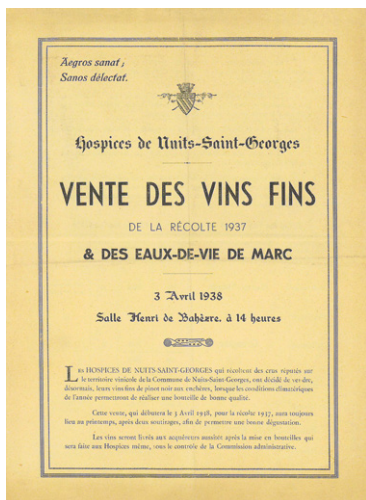 Aegros sanat ;
Sanos délectat.
Hospices de Nuits-Saint-Georges
VENTE DES VINS FINS
DE LA RÉCOLTE 1937
& DES EAUX-DE-VIE DE MARC
3 Avril 1938
Salle Henri de Bahèzre, à 14 heures
LES HOSPICES DE NUITS-SAINT-GEORGES qui récoltent des crus réputés sur
le territoire vinicole de la Commune de Nuits-Saint-Georges, ont décidé de vendre,
désormais, leurs vins fins de pinot noir aux enchères, lorsque les conditions climatériques
de l'année permettront de réaliser une bouteille de bonne qualité.
Cette vente, qui débutera le 3 Avril 1938, pour la récolte 1937, aura toujours
lieu au printemps, après deux soutirages, afin de permettre une bonne dégustation.
Les vins seront livrés aux acquéreurs aussitôt après la mise en bouteilles qui
sera faite aux Hospices même, sous le contrôle de la Commission administrative.